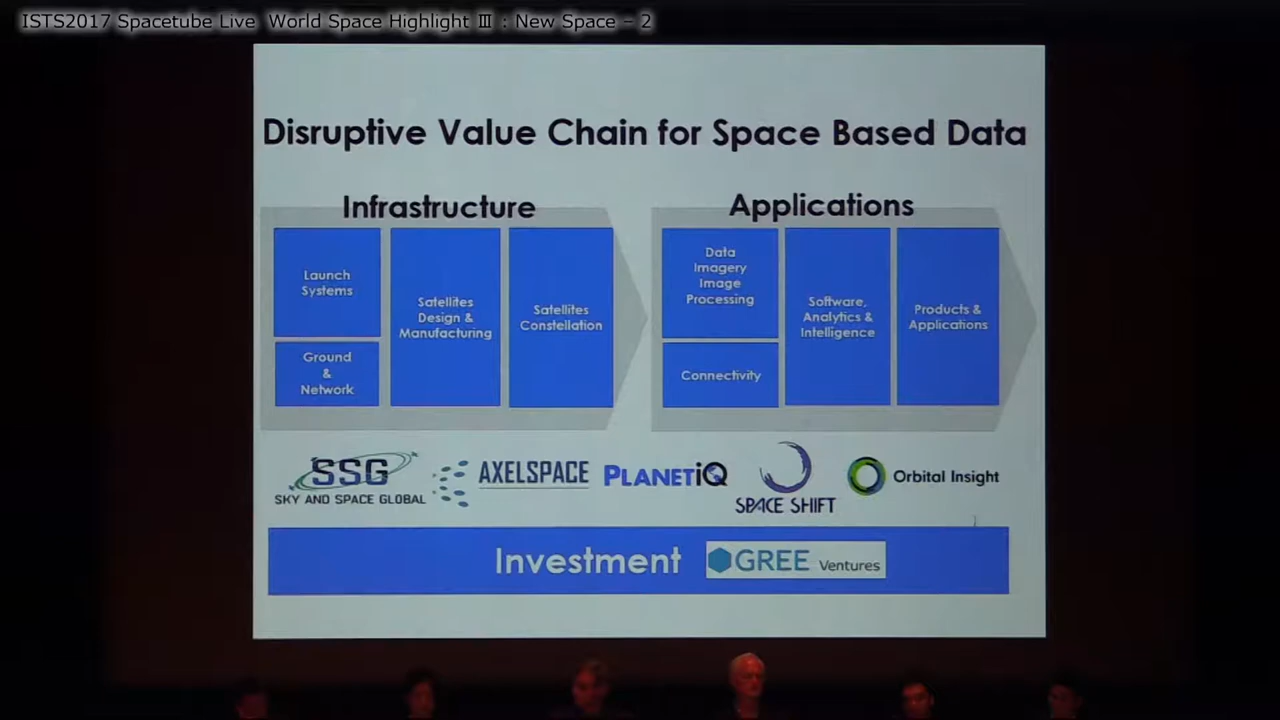 ISTS2017 Spacetube Live World Space Highlight Ⅲ : New Space – 2
Disruptive Value Chain for Space Based Data
Infrastructure
Launch
Systems
Ground
&
Network
Satellites
Design &
Manufacturing
Satellites
Constellation
Applications
Data
Imagery
Image
Processing
Connectivity
Software,
Analytics &
Intelligence
Products &
Applications
SSG
SKY AND SPACE GLOBAL
AXELSPACE
PLANETiQ
SPACE SHIFT
Orbital Insight
Investment
GREE Ventures